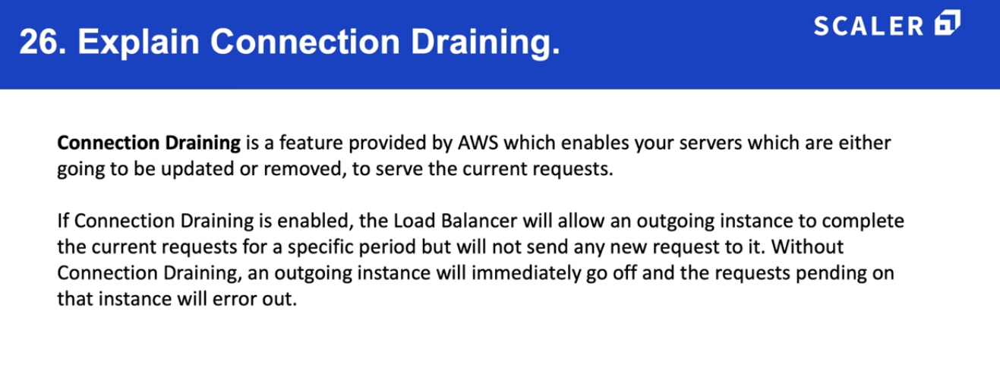 26. Explain Connection Draining.
SCALER
Connection Draining is a feature provided by AWS which enables your servers which are either
going to be updated or removed, to serve the current requests.
If Connection Draining is enabled, the Load Balancer will allow an outgoing instance to complete
the current requests for a specific period but will not send any new request to it. Without
Connection Draining, an outgoing instance will immediately go off and the requests pending on
that instance will error out.